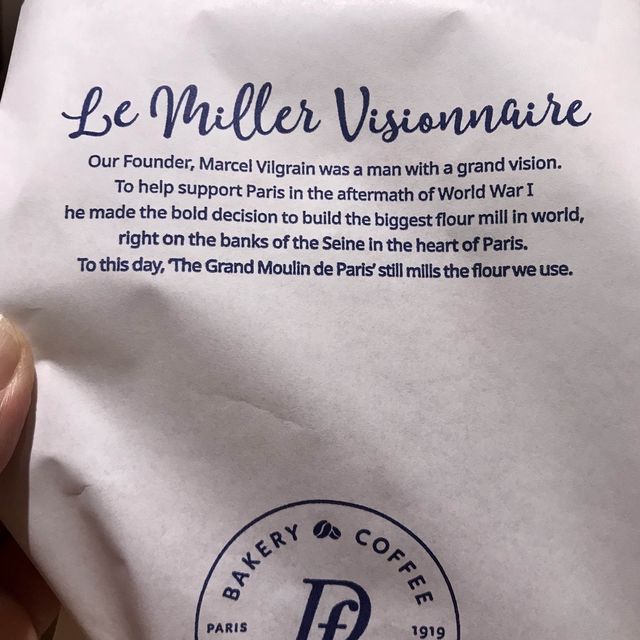 Le Miller Visionnaire
Our Founder, Marcel Vilgrain was a man with a grand vision.
To help support Paris in the aftermath of World War I
he made the bold decision to build the biggest flour mill in world,
right on the banks of the Seine in the heart of Paris.
To this day, 'The Grand Moulin de Paris' still mills the flour we use.
BAKERY COFFEE
Df
PARIS 1919